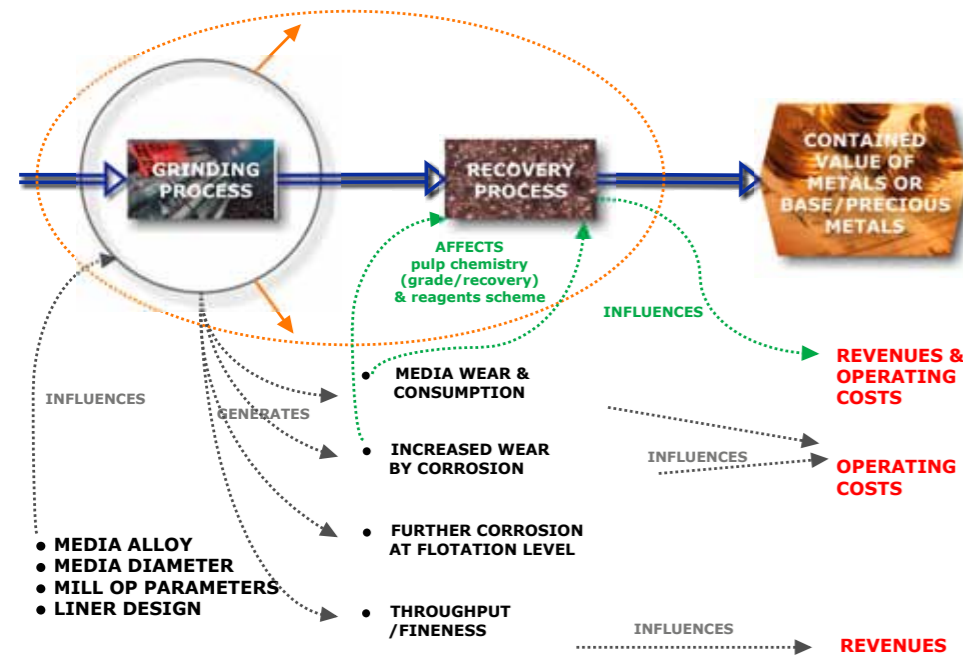 GRINDING
PROCESS
RECOVERY
PROCESS
CONTAINED
VALUE OF
METALS OR
BASE/PRECIOUS
METALS
AFFECTS
pulp chemistry
(grade/recovery)
& reagents scheme
INFLUENCES
REVENUES &
OPERATING
COSTS
INFLUENCES
GENERATES
• MEDIA WEAR &
CONSUMPTION
• INCREASED WEAR
BY CORROSION
INFLUENCES
OPERATING
COSTS
• FURTHER CORROSION
AT FLOTATION LEVEL
• MEDIA ALLOY
• MEDIA DIAMETER
• MILL OP PARAMETERS
• LINER DESIGN
• THROUGHPUT
/FINENESS
INFLUENCES
REVENUES